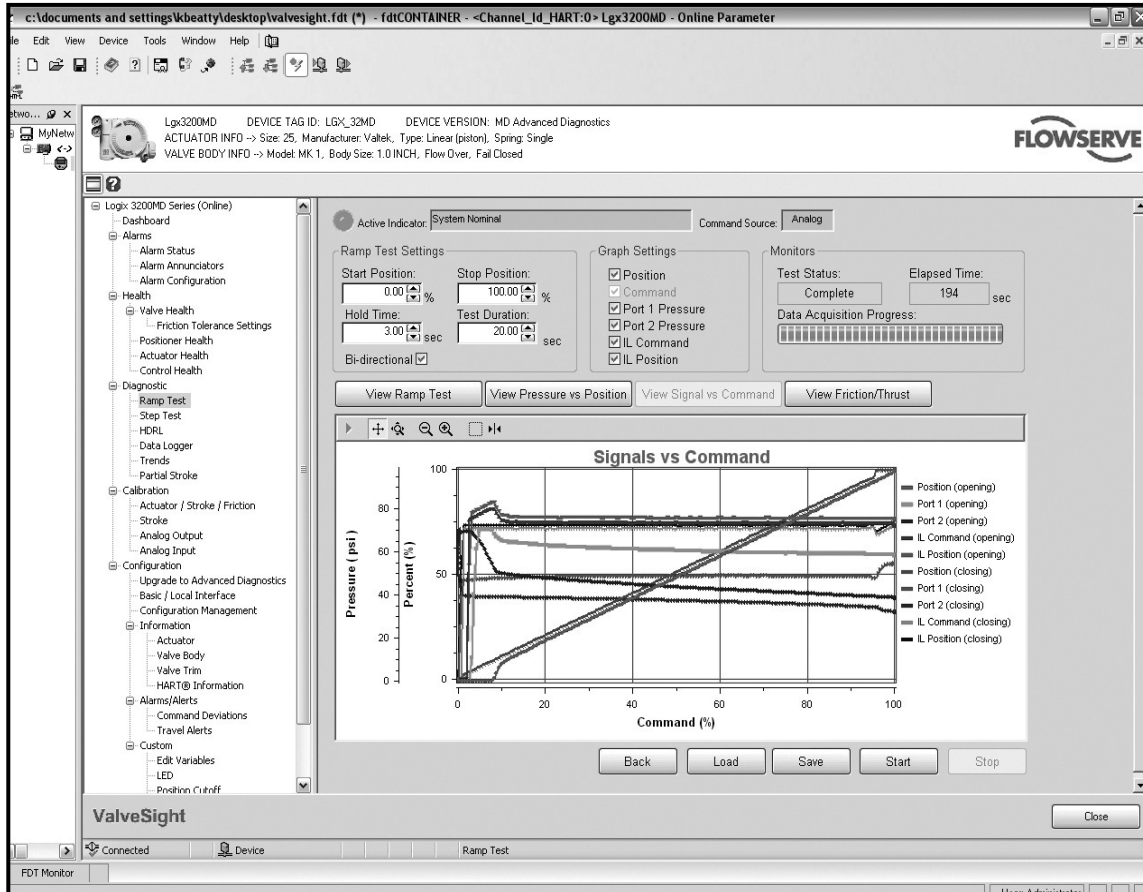 c:\documents and settings\kbeatty\desktop\valvesight.fdt (*) - fdtCONTAINER - <Channel_Id_HART:0> Lgx3200MD - Online Parameter
Edit View Device Tools Window Help
MyNetw
Lgx3200MD DEVICE TAG ID: LGX_32MD DEVICE VERSION: MD Advanced Diagnostics
ACTUATOR INFO --> Size: 25, Manufacturer: Valtek, Type: Linear (piston), Spring: Single
VALVE BODY INFO --> Model: MK 1, Body Size: 1.0 INCH, Flow Over, Fail Closed
FLOWSERVE
Logix 3200MD Series (Online)
Dashboard
Alarms
Alarm Status
Alarm Annunciators
Alarm Configuration
Health
Valve Health
Friction Tolerance Settings
Positioner Health
Actuator Health
Control Health
Diagnostic
Ramp Test
Step Test
HDRL
Data Logger
Trends
Partial Stroke
Calibration
Actuator / Stroke / Friction
Stroke
Analog Output
Analog Input
Configuration
Upgrade to Advanced Diagnostics
Basic / Local Interface
Configuration Management
Information
Actuator
Valve Body
Valve Trim
HART® Information
Alarms/Alerts
Command Deviations
Travel Alerts
Custom
Edit Variables
LED
Position Cutoff
Active Indicator: System Nominal Command Source: Analog
Ramp Test Settings
Start Position: Stop Position:
0.00 % 100.00 %
Hold Time: Test Duration:
3.00 sec 20.00 sec
Bi-directional
Graph Settings
Position
Command
Port 1 Pressure
Port 2 Pressure
IL Command
IL Position
Monitors
Test Status: Elapsed Time:
Complete 194 sec
Data Acquisition Progress:
View Ramp Test View Pressure vs Position View Signal vs Command View Friction/Thrust
Signals vs Command
Pressure ( psi )
80
60
40
20
0
Percent (%)
100
50
0
0 20 40 60 80 100
Command (%)
Position (opening)
Port 1 (opening)
Port 2 (opening)
IL Command (opening)
IL Position (opening)
Position (closing)
Port 1 (closing)
Port 2 (closing)
IL Command (closing)
IL Position (closing)
Back Load Save Start Stop
ValveSight Close
Connected Device Ramp Test
FDT Monitor